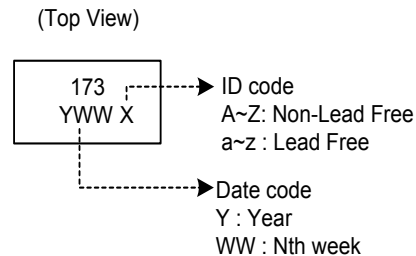 (Top View)
173
YWW X
ID code
A~Z: Non-Lead Free
a~z : Lead Free
Date code
Y : Year
WW : Nth week